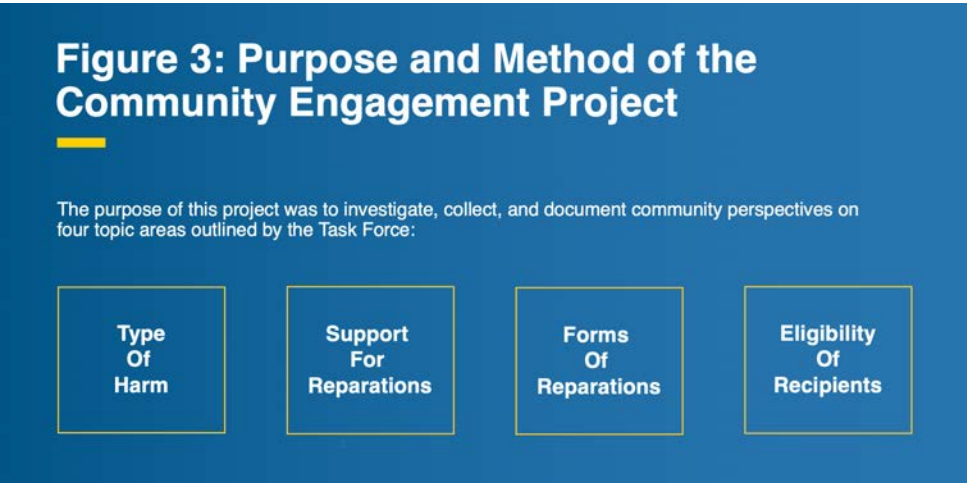 Figure 3: Purpose and Method of the
Community Engagement Project
The purpose of this project was to investigate, collect, and document community perspectives on
four topic areas outlined by the Task Force:
Type
Of
Harm
Support
For
Reparations
Forms
Of
Reparations
Eligibility
Of
Recipients